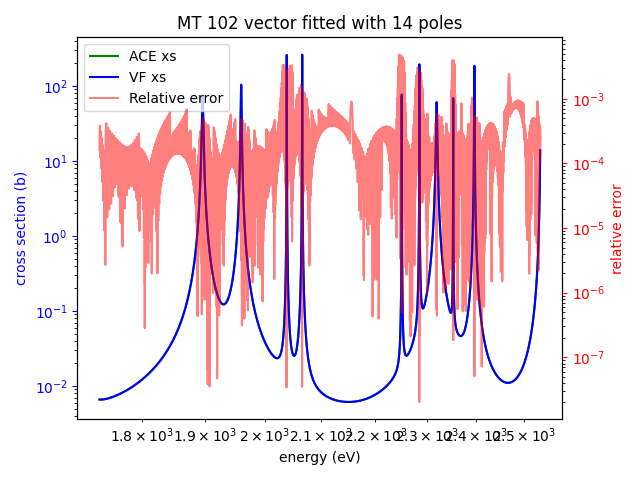 MT 102 vector fitted with 14 poles
ACE xs
VF xs
Relative error
cross section (b)
10²
10¹
10⁰
10⁻¹
10⁻²
10⁻³
10⁻⁴
10⁻⁵
10⁻⁶
10⁻⁷
relative error
1.8 × 10³ 1.9 × 10³ 2 × 10³ 2.1 × 10³ 2.2 × 10³ 2.3 × 10³ 2.4 × 10³ 2.5 × 10³
energy (eV)